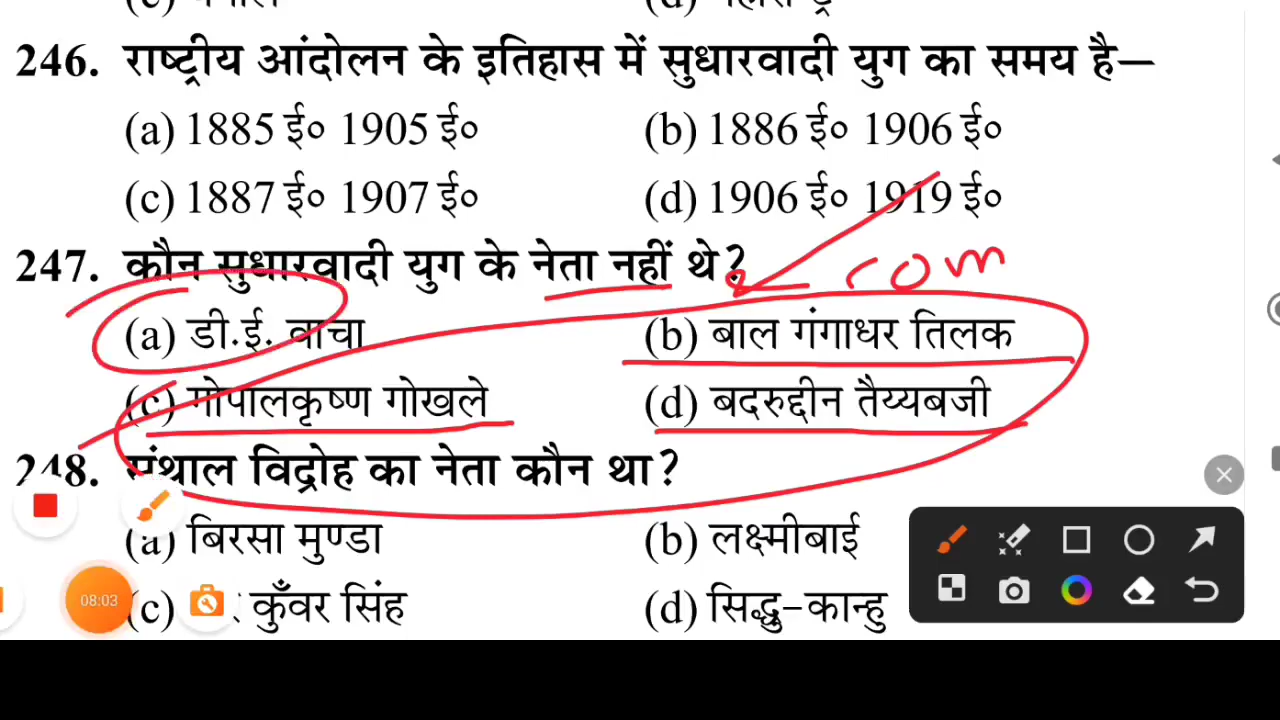 246. राष्ट्रीय आंदोलन के इतिहास में सुधारवादी युग का समय है—
(a) 1885 ई० 1905 ई० (b) 1886 ई० 1906 ई०
(c) 1887 ई० 1907 ई० (d) 1906 ई० 1919 ई०
247. कौन सुधारवादी युग के नेता नहीं थे?
com
(a) डी.ई. वाचा (b) बाल गंगाधर तिलक
(c) गोपालकृष्ण गोखले (d) बदरुद्दीन तैय्यबजी
248. संथाल विद्रोह का नेता कौन था?
(a) बिरसा मुण्डा (b) लक्ष्मीबाई
(c) कुँवर सिंह (d) सिद्धु-कान्हु
08:03